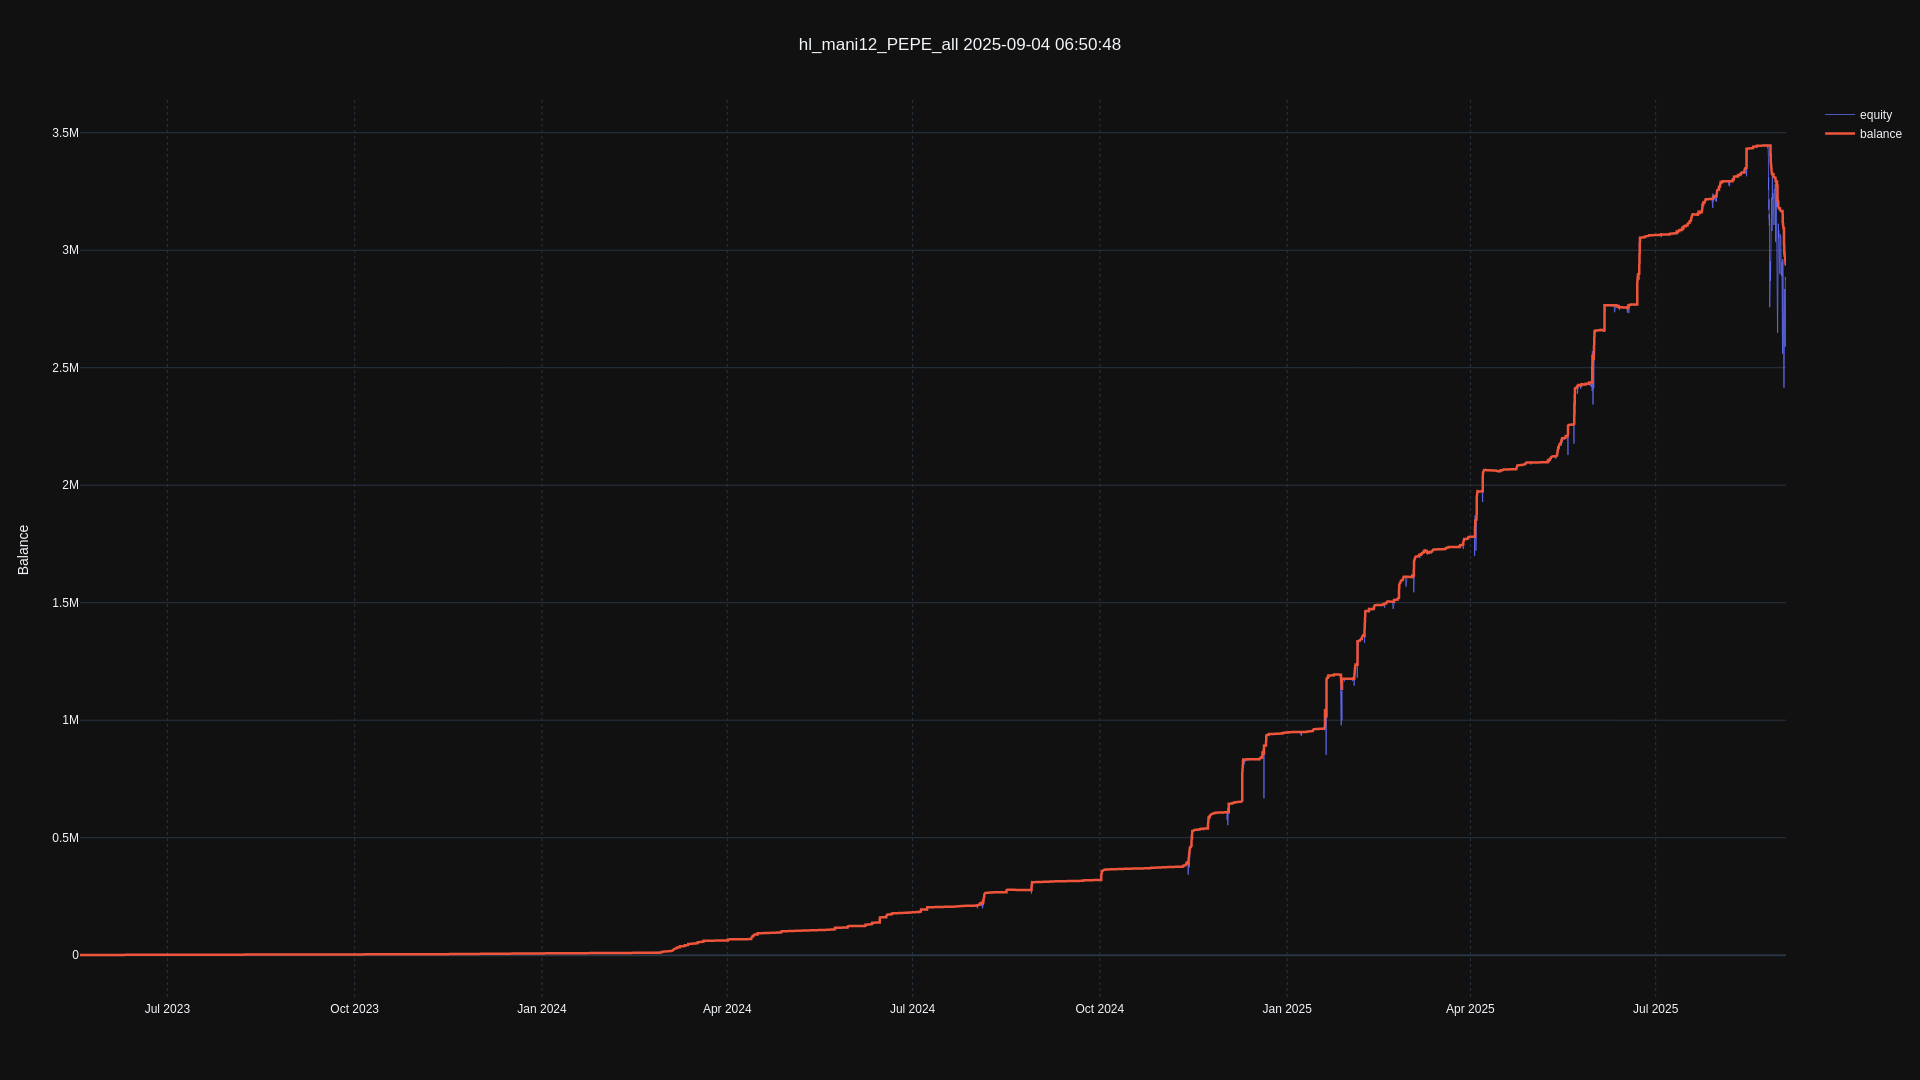 hl_mani12_PEPE_all 2025-09-04 06:50:48
equity
balance
3.5M
3M
2.5M
2M
1.5M
1M
0.5M
0
Balance
Jul 2023
Oct 2023
Jan 2024
Apr 2024
Jul 2024
Oct 2024
Jan 2025
Apr 2025
Jul 2025